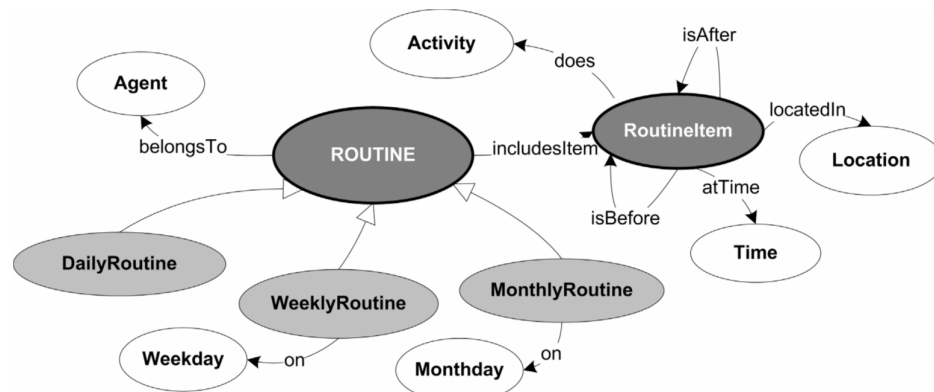 Activity
isAfter
does
Agent
RoutineItem
locatedIn
belongsTo
ROUTINE
includesItem
Location
atTime
isBefore
DailyRoutine
Time
WeeklyRoutine
MonthlyRoutine
Weekday
on
Monthday
on